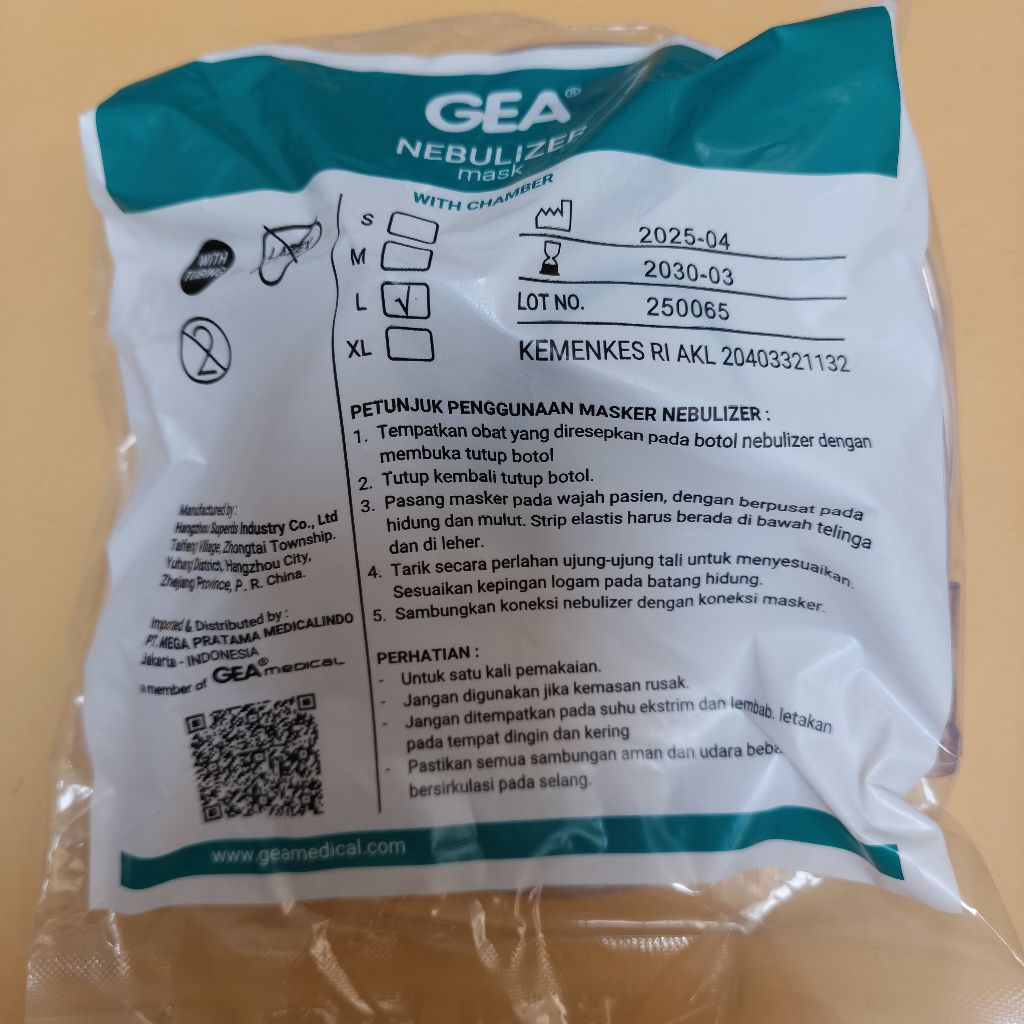 GEA®
NEBULIZER
mask
WITH CHAMBER
WITH
TUBING
LATEX
2
S
M
L √
XL
2025-04
2030-03
LOT NO. 250065
KEMENKES RI AKL 20403321132
PETUNJUK PENGGUNAAN MASKER NEBULIZER :
1. Tempatkan obat yang diresepkan pada botol nebulizer dengan
membuka tutup botol
2. Tutup kembali tutup botol.
3. Pasang masker pada wajah pasien, dengan berpusat pada
hidung dan mulut. Strip elastis harus berada di bawah telinga
dan di leher.
4. Tarik secara perlahan ujung-ujung tali untuk menyesuaikan.
Sesuaikan kepingan logam pada batang hidung.
5. Sambungkan koneksi nebulizer dengan koneksi masker.
PERHATIAN :
- Untuk satu kali pemakaian.
- Jangan digunakan jika kemasan rusak.
- Jangan ditempatkan pada suhu ekstrim dan lembab. letakan
pada tempat dingin dan kering
- Pastikan semua sambungan aman dan udara beba
bersirkulasi pada selang.
Manufactured by :
Hangzhou Superds Industry Co., Ltd
Village, Zhongtai Township.
Yuhang District, Hangzhou City,
Zhejiang Province, P. R. China.
Imported & Distributed by :
PT. MEGA PRATAMA MEDICALINDO
Jakarta - INDONESIA
a member of GEA® medical
www.geamedical.com